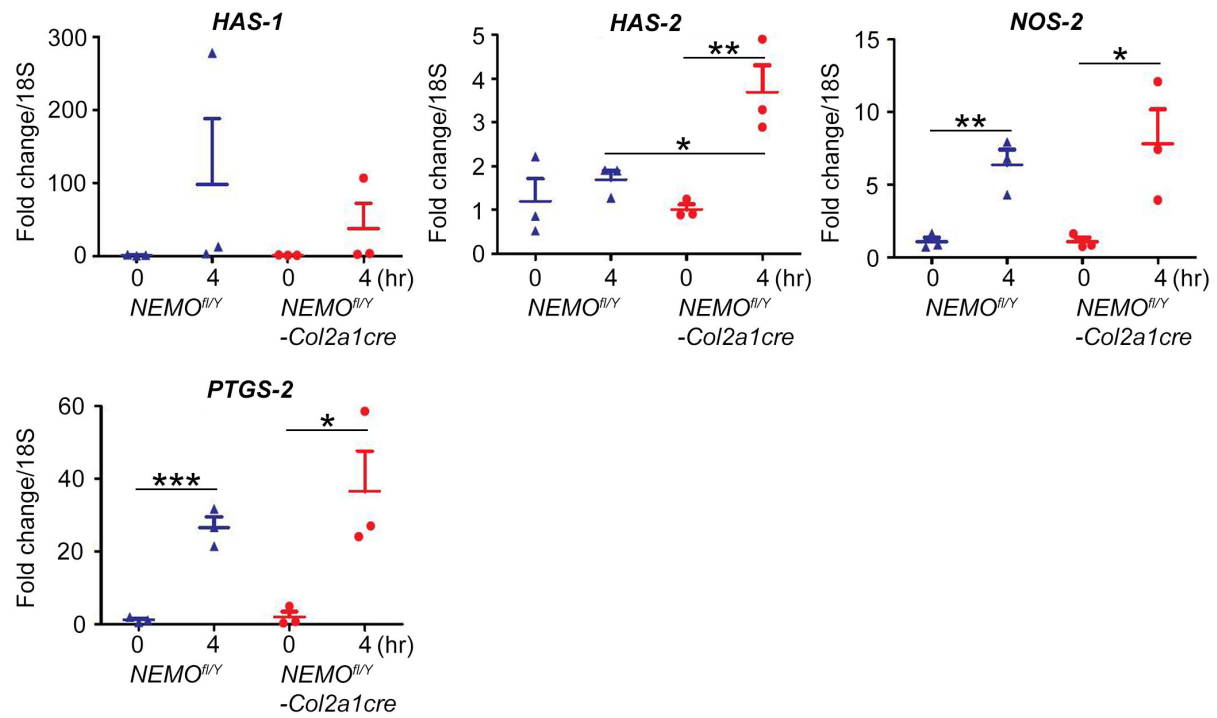 HAS-1
Fold change/18S
300
200
100
0
0 4 0 4 (hr)
NEMOfl/Y NEMOfl/Y
-Col2a1cre
HAS-2
Fold change/18S
5
4
3
2
1
0
**
*
0 4 0 4 (hr)
NEMOfl/Y NEMOfl/Y
-Col2a1cre
NOS-2
Fold change/18S
15
10
5
0
*
**
0 4 0 4 (hr)
NEMOfl/Y NEMOfl/Y
-Col2a1cre
PTGS-2
Fold change/18S
60
40
20
0
*
***
0 4 0 4 (hr)
NEMOfl/Y NEMOfl/Y
-Col2a1cre